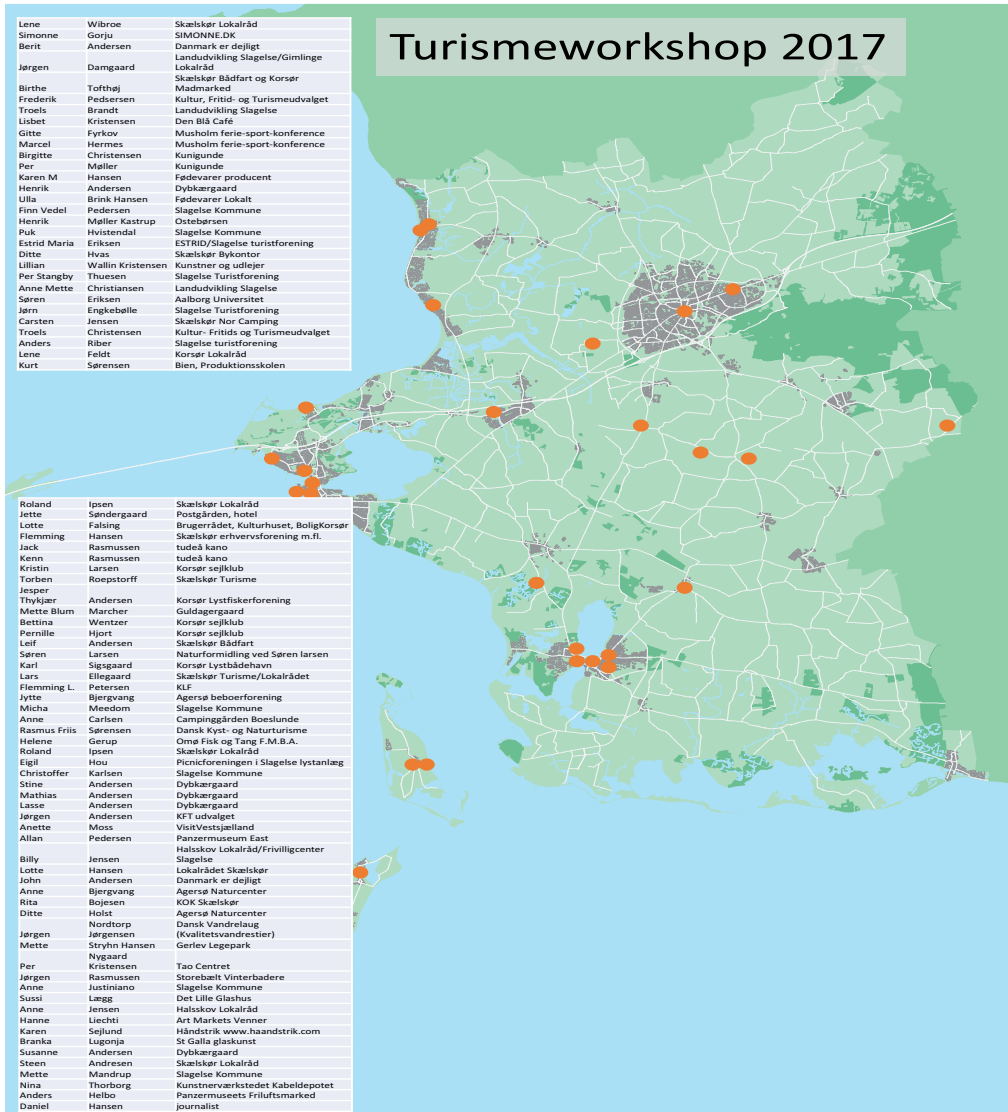 Turismeworkshop 2017
Lene Wibroe Skælskør Lokalråd
Simonne Gorju SIMONNE.DK
Berit Andersen Danmark er dejligt
Landudvikling Slagelse/Gimlinge
Jørgen Damgaard Lokalråd
Skælskør Bådfart og Korsør
Birthe Tofthøj Madmarked
Frederik Pedsersen Kultur, Fritid- og Turismeudvalget
Troels Brandt Landudvikling Slagelse
Lisbet Kristensen Den Blå Café
Gitte Fyrkov Musholm ferie-sport-konference
Marcel Hermes Musholm ferie-sport-konference
Birgitte Christensen Kunigunde
Per Møller Kunigunde
Karen M Hansen Fødevarer producent
Henrik Andersen Dybkærgaard
Ulla Brink Hansen Fødevarer Lokalt
Finn Vedel Pedersen Slagelse Kommune
Henrik Møller Kastrup Ostebørsen
Puk Hvistendal Slagelse Kommune
Estrid Maria Eriksen ESTRID/Slagelse turistforening
Ditte Hvas Skælskør Bykontor
Lillian Wallin Kristensen Kunstner og udlejer
Per Stangby Thuesen Slagelse Turistforening
Anne Mette Christiansen Landudvikling Slagelse
Søren Eriksen Aalborg Universitet
Jørn Engkebølle Slagelse Turistforening
Carsten Jensen Skælskør Nor Camping
Troels Christensen Kultur- Fritids og Turismeudvalget
Anders Riber Slagelse turistforening
Lene Feldt Korsør Lokalråd
Kurt Sørensen Bien, Produktionsskolen
Roland Ipsen Skælskør Lokalråd
Jette Søndergaard Postgården, hotel
Lotte Falsing Brugerrådet, Kulturhuset, BoligKorsør
Flemming Hansen Skælskør erhvervsforening m.fl.
Jack Rasmussen tudeå kano
Kenn Rasmussen tudeå kano
Kristin Larsen Korsør sejlklub
Torben Roepstorff Skælskør Turisme
Jesper
Thykjær Andersen Korsør Lystfiskerforening
Mette Blum Marcher Guldagergaard
Bettina Wentzer Korsør sejlklub
Pernille Hjort Korsør sejlklub
Leif Andersen Skælskør Bådfart
Søren Larsen Naturformidling ved Søren larsen
Karl Sigsgaard Korsør Lystbådehavn
Lars Ellegaard Skælskør Turisme/Lokalrådet
Flemming L. Petersen KLF
Jytte Bjergvang Agersø beboerforening
Micha Meedom Slagelse Kommune
Anne Carlsen Campinggården Boeslunde
Rasmus Friis Sørensen Dansk Kyst- og Naturturisme
Helene Gerup Omø Fisk og Tang F.M.B.A.
Roland Ipsen Skælskør Lokalråd
Eigil Hou Picnicforeningen i Slagelse lystanlæg
Christoffer Karlsen Slagelse Kommune
Stine Andersen Dybkærgaard
Mathias Andersen Dybkærgaard
Lasse Andersen Dybkærgaard
Jørgen Andersen KFT udvalget
Anette Moss VisitVestsjælland
Allan Pedersen Panzermuseum East
Halsskov Lokalråd/Frivilligcenter
Billy Jensen Slagelse
Lotte Hansen Lokalrådet Skælskør
John Andersen Danmark er dejligt
Anne Bjergvang Agersø Naturcenter
Rita Bojesen KOK Skælskør
Ditte Holst Agersø Naturcenter
Nordtorp Dansk Vandrelaug
Jørgen Jørgensen (Kvalitetsvandrestier)
Mette Stryhn Hansen Gerlev Legepark
Nygaard
Per Kristensen Tao Centret
Jørgen Rasmussen Storebælt Vinterbadere
Anne Justiniano Slagelse Kommune
Sussi Lægg Det Lille Glashus
Anne Jensen Halsskov Lokalråd
Hanne Liechti Art Markets Venner
Karen Sejlund Håndstrik www.haandstrik.com
Branka Lugonja St Galla glaskunst
Susanne Andersen Dybkærgaard
Steen Andresen Skælskør Lokalråd
Mette Mandrup Slagelse Kommune
Nina Thorborg Kunstnerværkstedet Kabeldepotet
Anders Helbo Panzermuseets Friluftsmarked
Daniel Hansen journalist